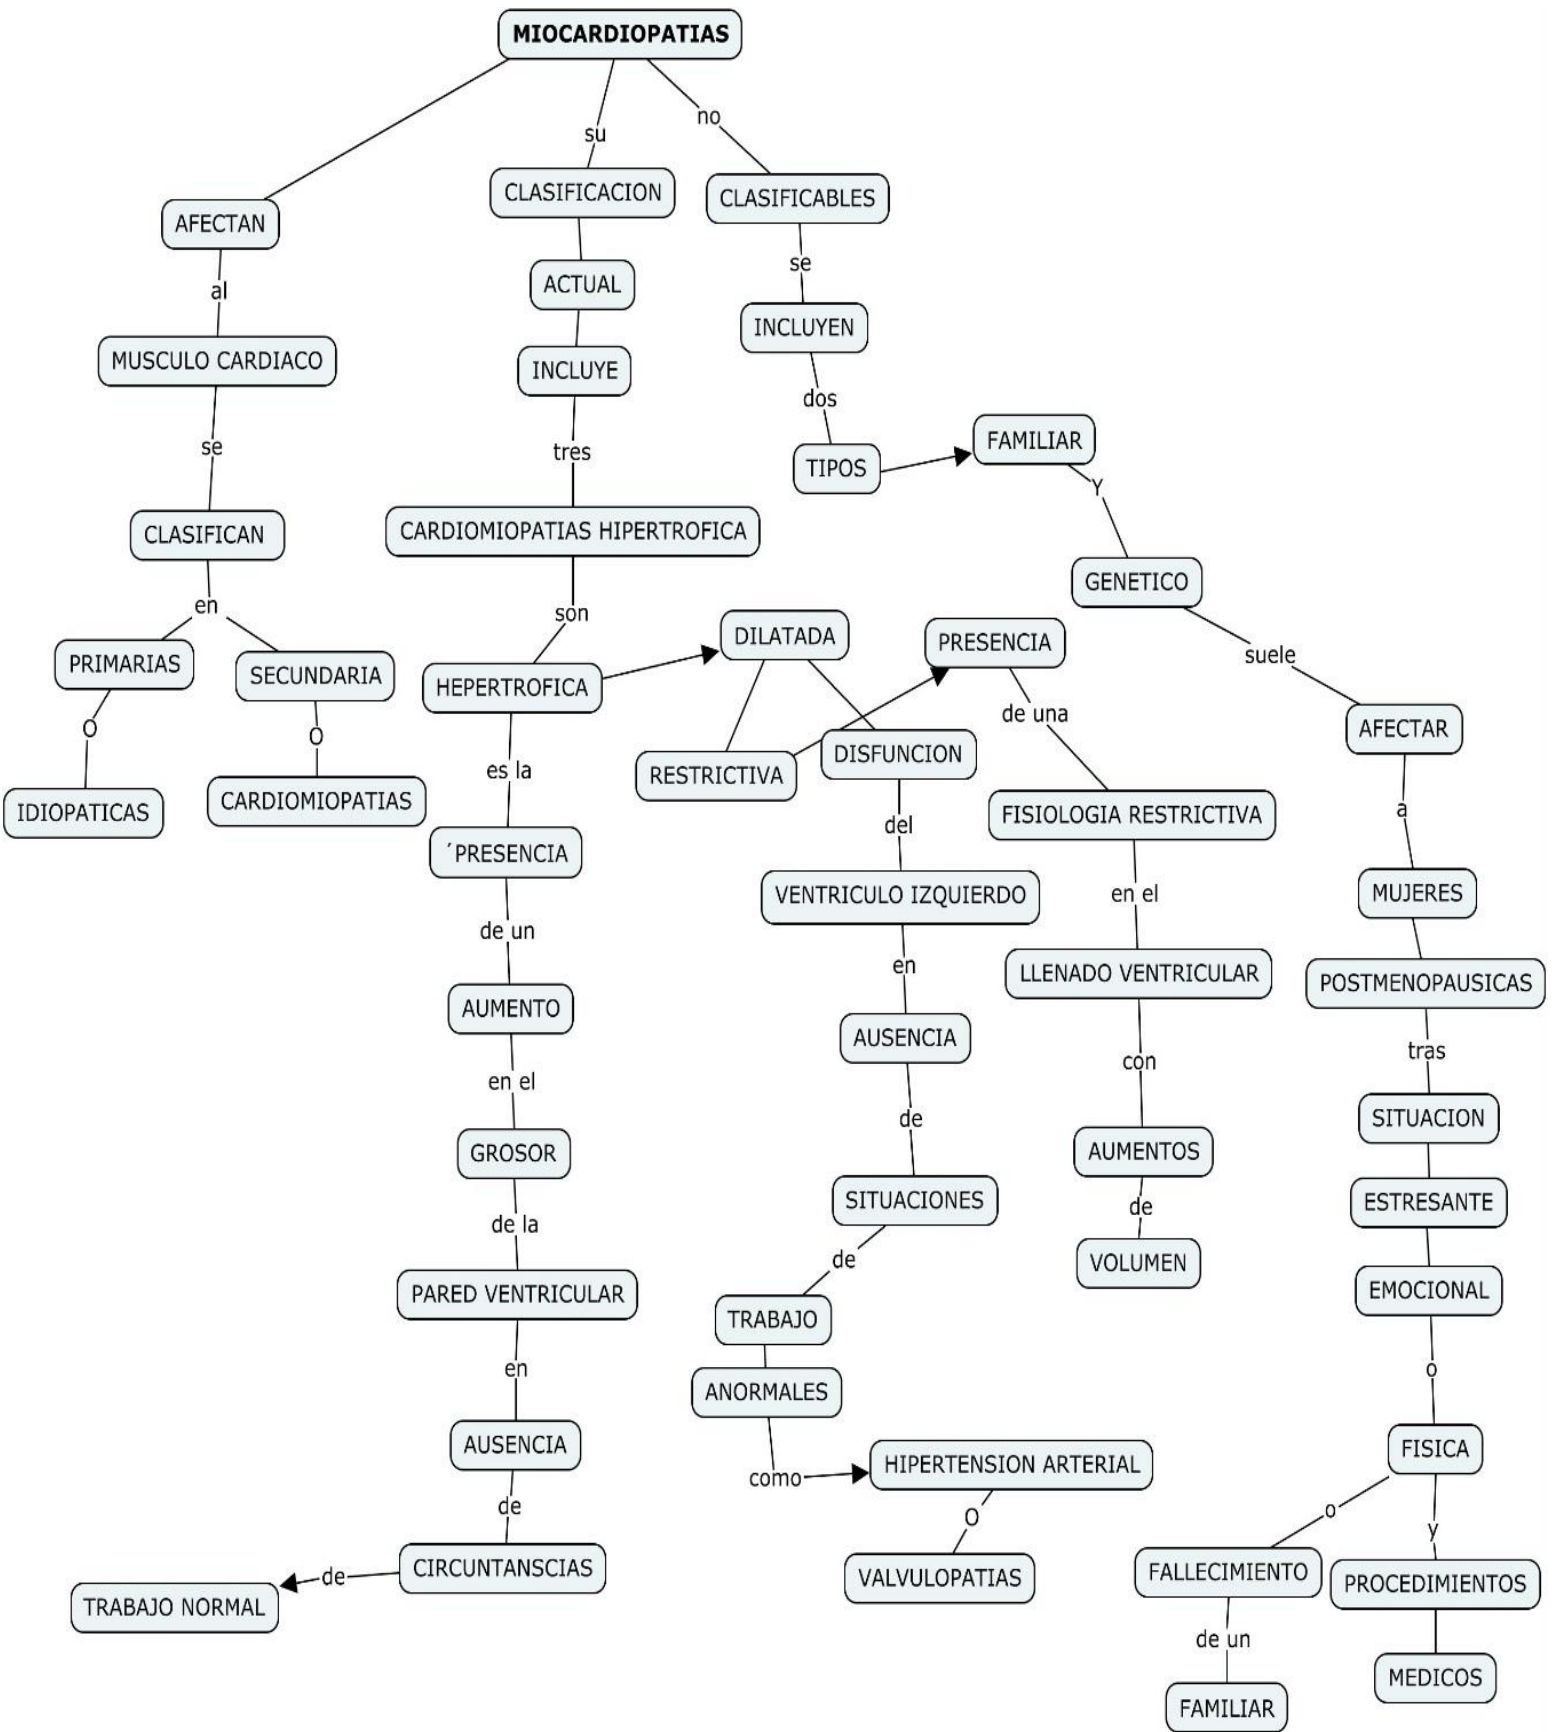 MIOCARDIOPATIAS
no
su
CLASIFICACION
CLASIFICABLES
AFECTAN
se
ACTUAL
al
INCLUYEN
MUSCULO CARDIACO
INCLUYE
dos
FAMILIAR
se
tres
TIPOS
Y
CLASIFICAN
CARDIOMIOPATIAS HIPERTROFICA
GENETICO
en
son
DILATADA
PRESENCIA
suele
PRIMARIAS
SECUNDARIA
HEPERTROFICA
de una
O
O
AFECTAR
DISFUNCION
es la
RESTRICTIVA
IDIOPATICAS
CARDIOMIOPATIAS
a
FISIOLOGIA RESTRICTIVA
del
´PRESENCIA
MUJERES
VENTRICULO IZQUIERDO
en el
de un
en
LLENADO VENTRICULAR
POSTMENOPAUSICAS
AUMENTO
AUSENCIA
tras
con
en el
de
SITUACION
GROSOR
AUMENTOS
SITUACIONES
ESTRESANTE
de
de la
de
VOLUMEN
PARED VENTRICULAR
EMOCIONAL
TRABAJO
en
o
ANORMALES
AUSENCIA
FISICA
HIPERTENSION ARTERIAL
como
de
o
O
y
CIRCUNTANSCIAS
FALLECIMIENTO
de
VALVULOPATIAS
PROCEDIMIENTOS
TRABAJO NORMAL
de un
MEDICOS
FAMILIAR